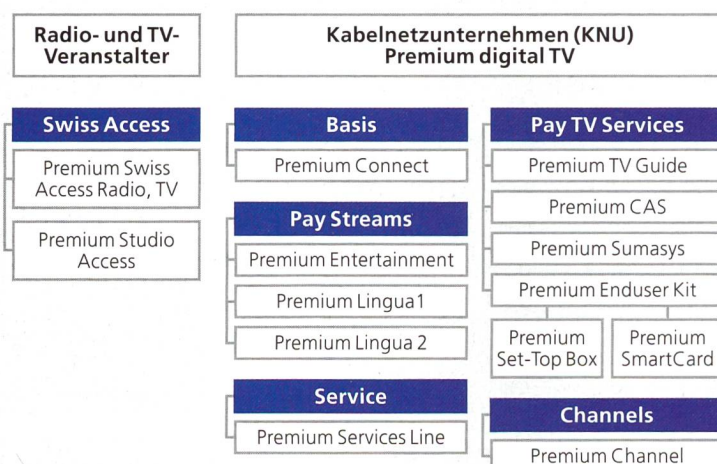 Radio- und TV-
Veranstalter
Kabelnetzunternehmen (KNU)
Premium digital TV
Swiss Access
Premium Swiss
Access Radio, TV
Premium Studio
Access
Basis
Premium Connect
Pay Streams
Premium Entertainment
Premium Lingua1
Premium Lingua 2
Service
Premium Services Line
Pay TV Services
Premium TV Guide
Premium CAS
Premium Sumasys
Premium Enduser Kit
Premium
Set-Top Box
Premium
SmartCard
Channels
Premium Channel